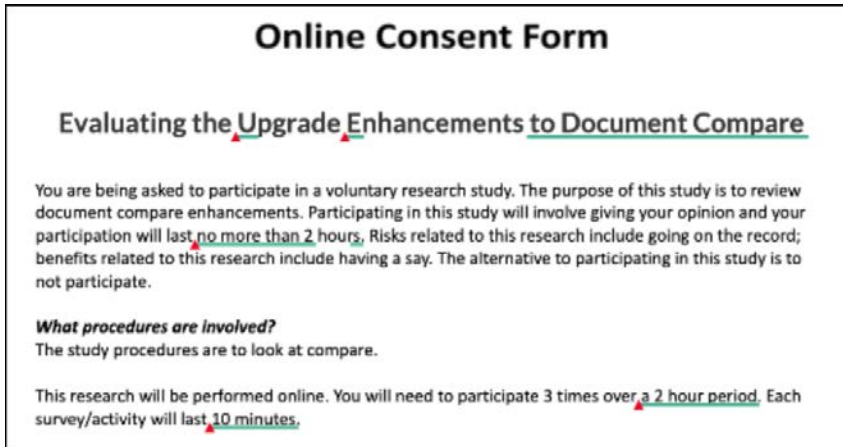 Online Consent Form
Evaluating the Upgrade Enhancements to Document Compare
You are being asked to participate in a voluntary research study. The purpose of this study is to review
document compare enhancements. Participating in this study will involve giving your opinion and your
participation will last no more than 2 hours. Risks related to this research include going on the record;
benefits related to this research include having a say. The alternative to participating in this study is to
not participate.
What procedures are involved?
The study procedures are to look at compare.
This research will be performed online. You will need to participate 3 times over a 2 hour period. Each
survey/activity will last 10 minutes.